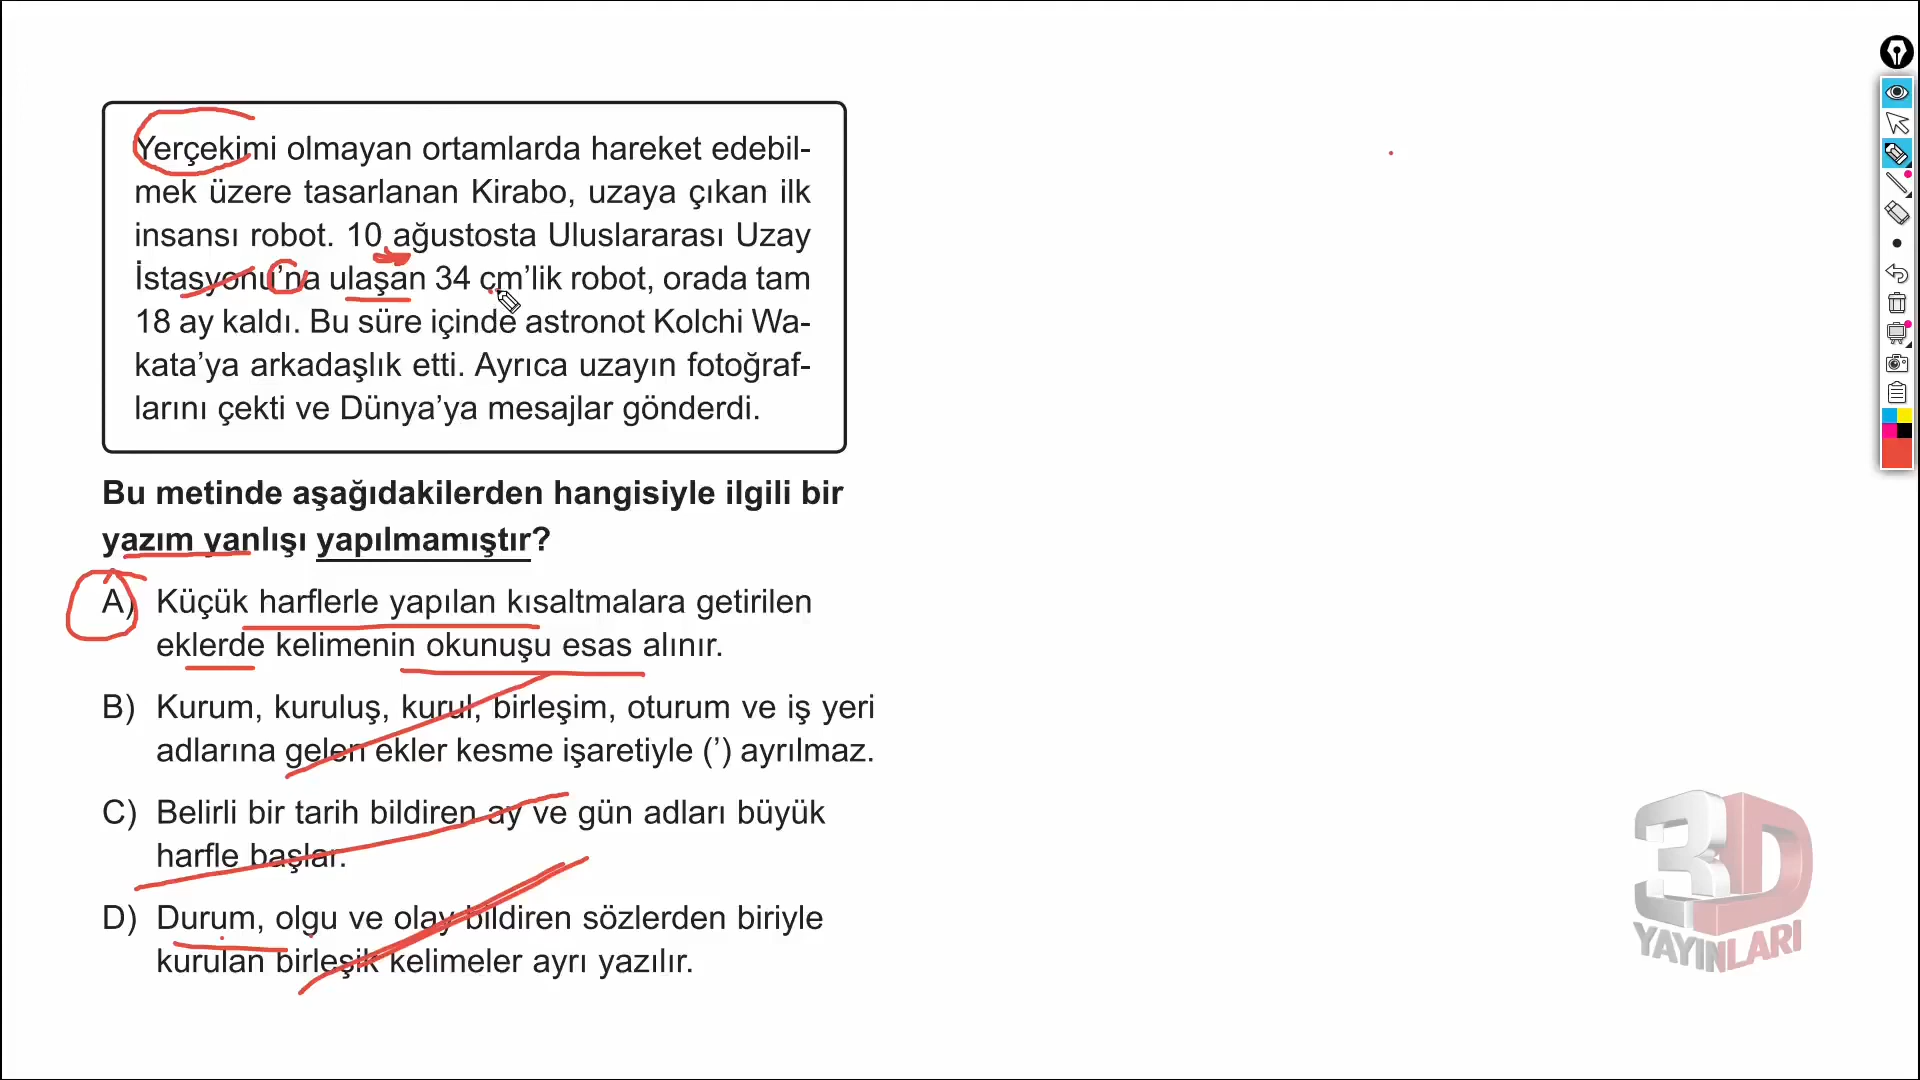 Yerçekimi olmayan ortamlarda hareket edebil-
mek üzere tasarlanan Kirabo, uzaya çıkan ilk
insansı robot. 10 ağustosta Uluslararası Uzay
İstasyonu’na ulaşan 34 cm’lik robot, orada tam
18 ay kaldı. Bu süre içinde astronot Kolchi Wa-
kata’ya arkadaşlık etti. Ayrıca uzayın fotoğraf-
larını çekti ve Dünya’ya mesajlar gönderdi.
Bu metinde aşağıdakilerden hangisiyle ilgili bir
yazım yanlışı yapılmamıştır?
A) Küçük harflerle yapılan kısaltmalara getirilen
eklerde kelimenin okunuşu esas alınır.
B) Kurum, kuruluş, kurul, birleşim, oturum ve iş yeri
adlarına gelen ekler kesme işaretiyle (’) ayrılmaz.
C) Belirli bir tarih bildiren ay ve gün adları büyük
harfle başlar.
D) Durum, olgu ve olay bildiren sözlerden biriyle
kurulan birleşik kelimeler ayrı yazılır.
3D
YAYINLARI